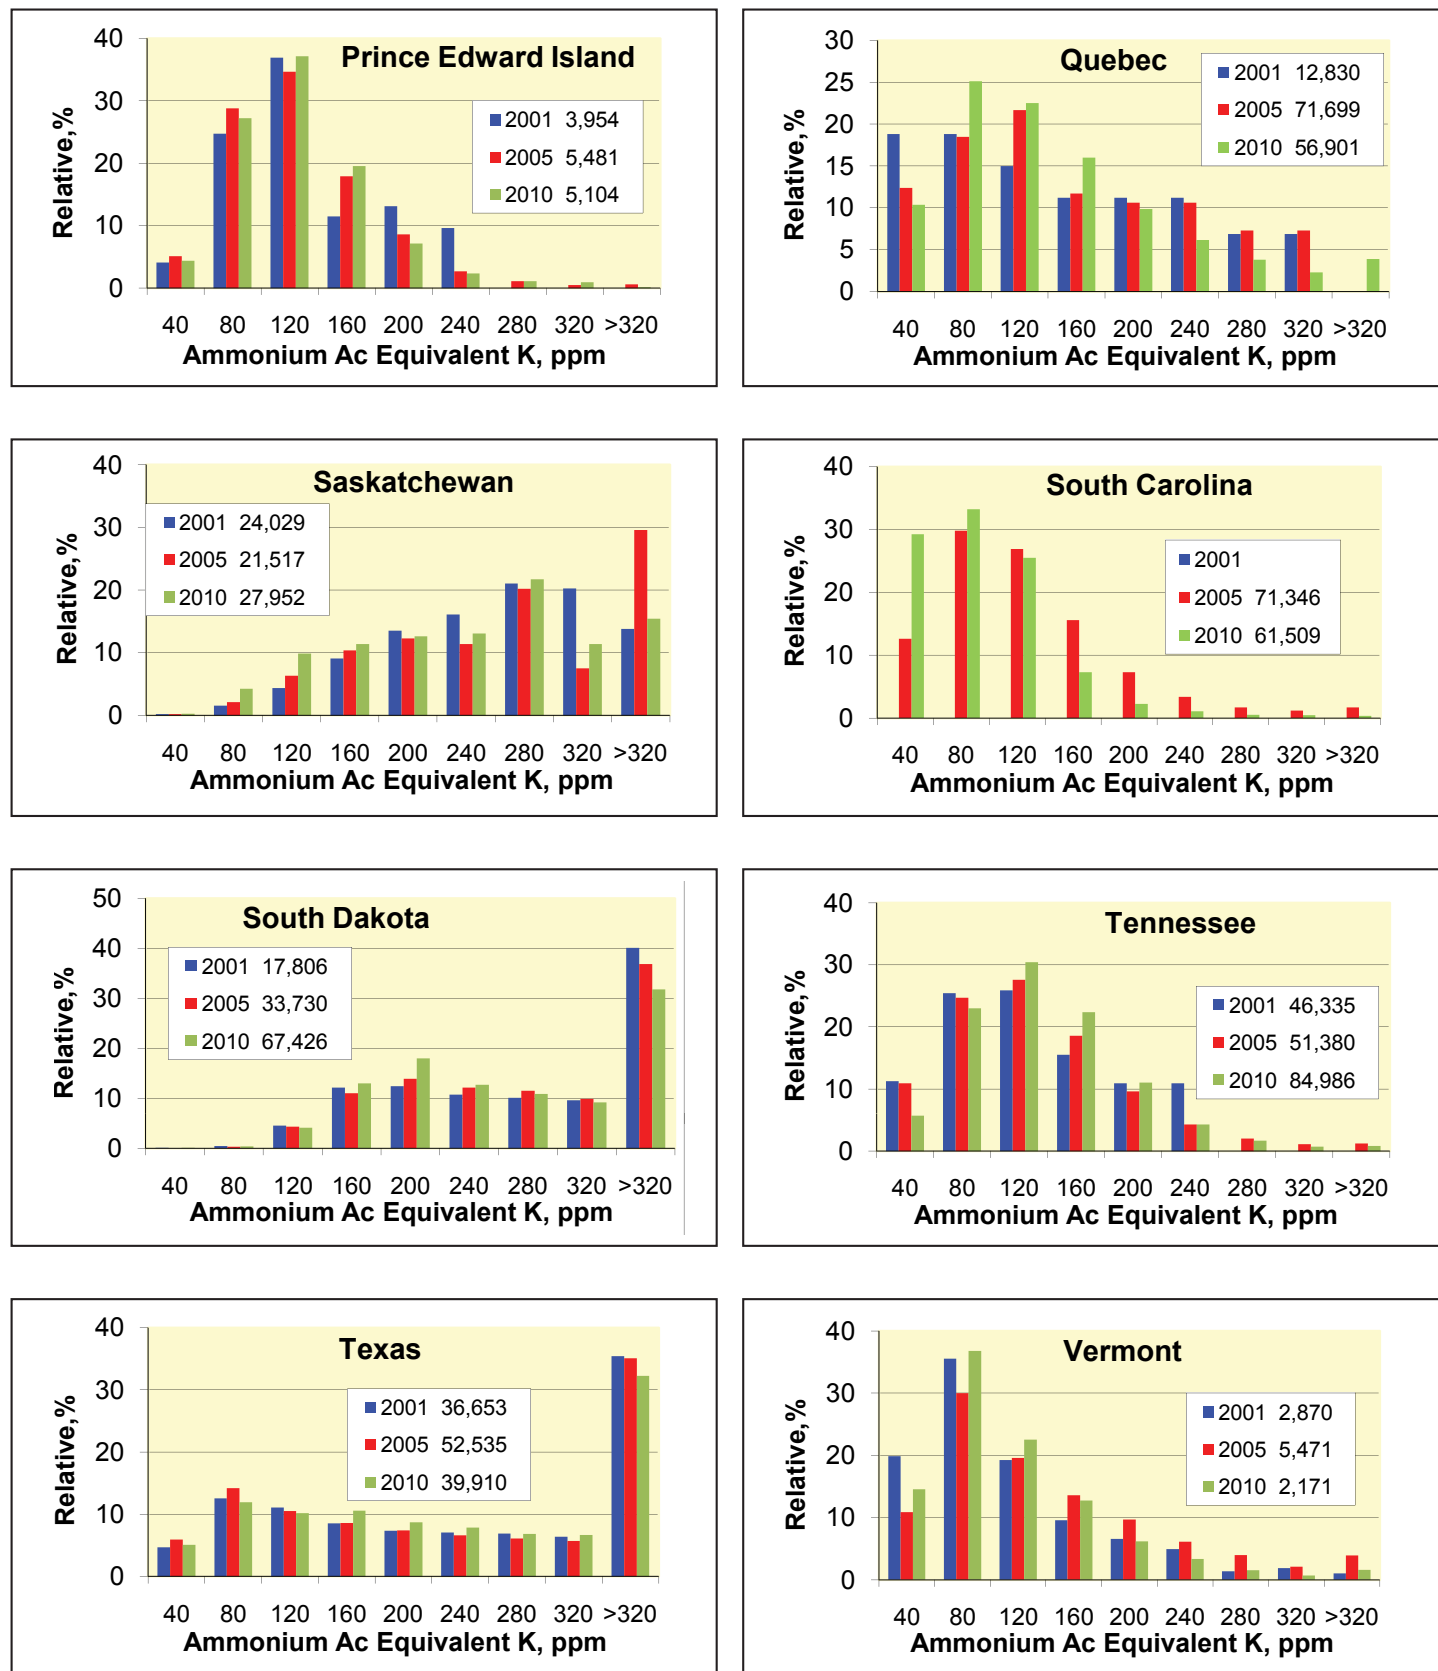 Prince Edward Island
Relative,%
40
30
20
10
0
2001 3,954
2005 5,481
2010 5,104
40 80 120 160 200 240 280 320 >320
Ammonium Ac Equivalent K, ppm
Quebec
Relative,%
30
25
20
15
10
5
0
2001 12,830
2005 71,699
2010 56,901
40 80 120 160 200 240 280 320 >320
Ammonium Ac Equivalent K, ppm
Saskatchewan
Relative,%
40
30
20
10
0
2001 24,029
2005 21,517
2010 27,952
40 80 120 160 200 240 280 320 >320
Ammonium Ac Equivalent K, ppm
South Carolina
Relative,%
40
30
20
10
0
2001
2005 71,346
2010 61,509
40 80 120 160 200 240 280 320 >320
Ammonium Ac Equivalent K, ppm
South Dakota
Relative,%
50
40
30
20
10
0
2001 17,806
2005 33,730
2010 67,426
40 80 120 160 200 240 280 320 >320
Ammonium Ac Equivalent K, ppm
Tennessee
Relative,%
40
30
20
10
0
2001 46,335
2005 51,380
2010 84,986
40 80 120 160 200 240 280 320 >320
Ammonium Ac Equivalent K, ppm
Texas
Relative,%
40
30
20
10
0
2001 36,653
2005 52,535
2010 39,910
40 80 120 160 200 240 280 320 >320
Ammonium Ac Equivalent K, ppm
Vermont
Relative,%
40
30
20
10
0
2001 2,870
2005 5,471
2010 2,171
40 80 120 160 200 240 280 320 >320
Ammonium Ac Equivalent K, ppm